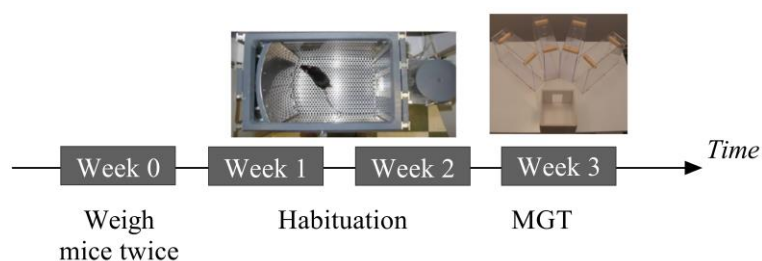 Time
Week 0
Week 1
Week 2
Week 3
Weigh
mice twice
Habituation
MGT